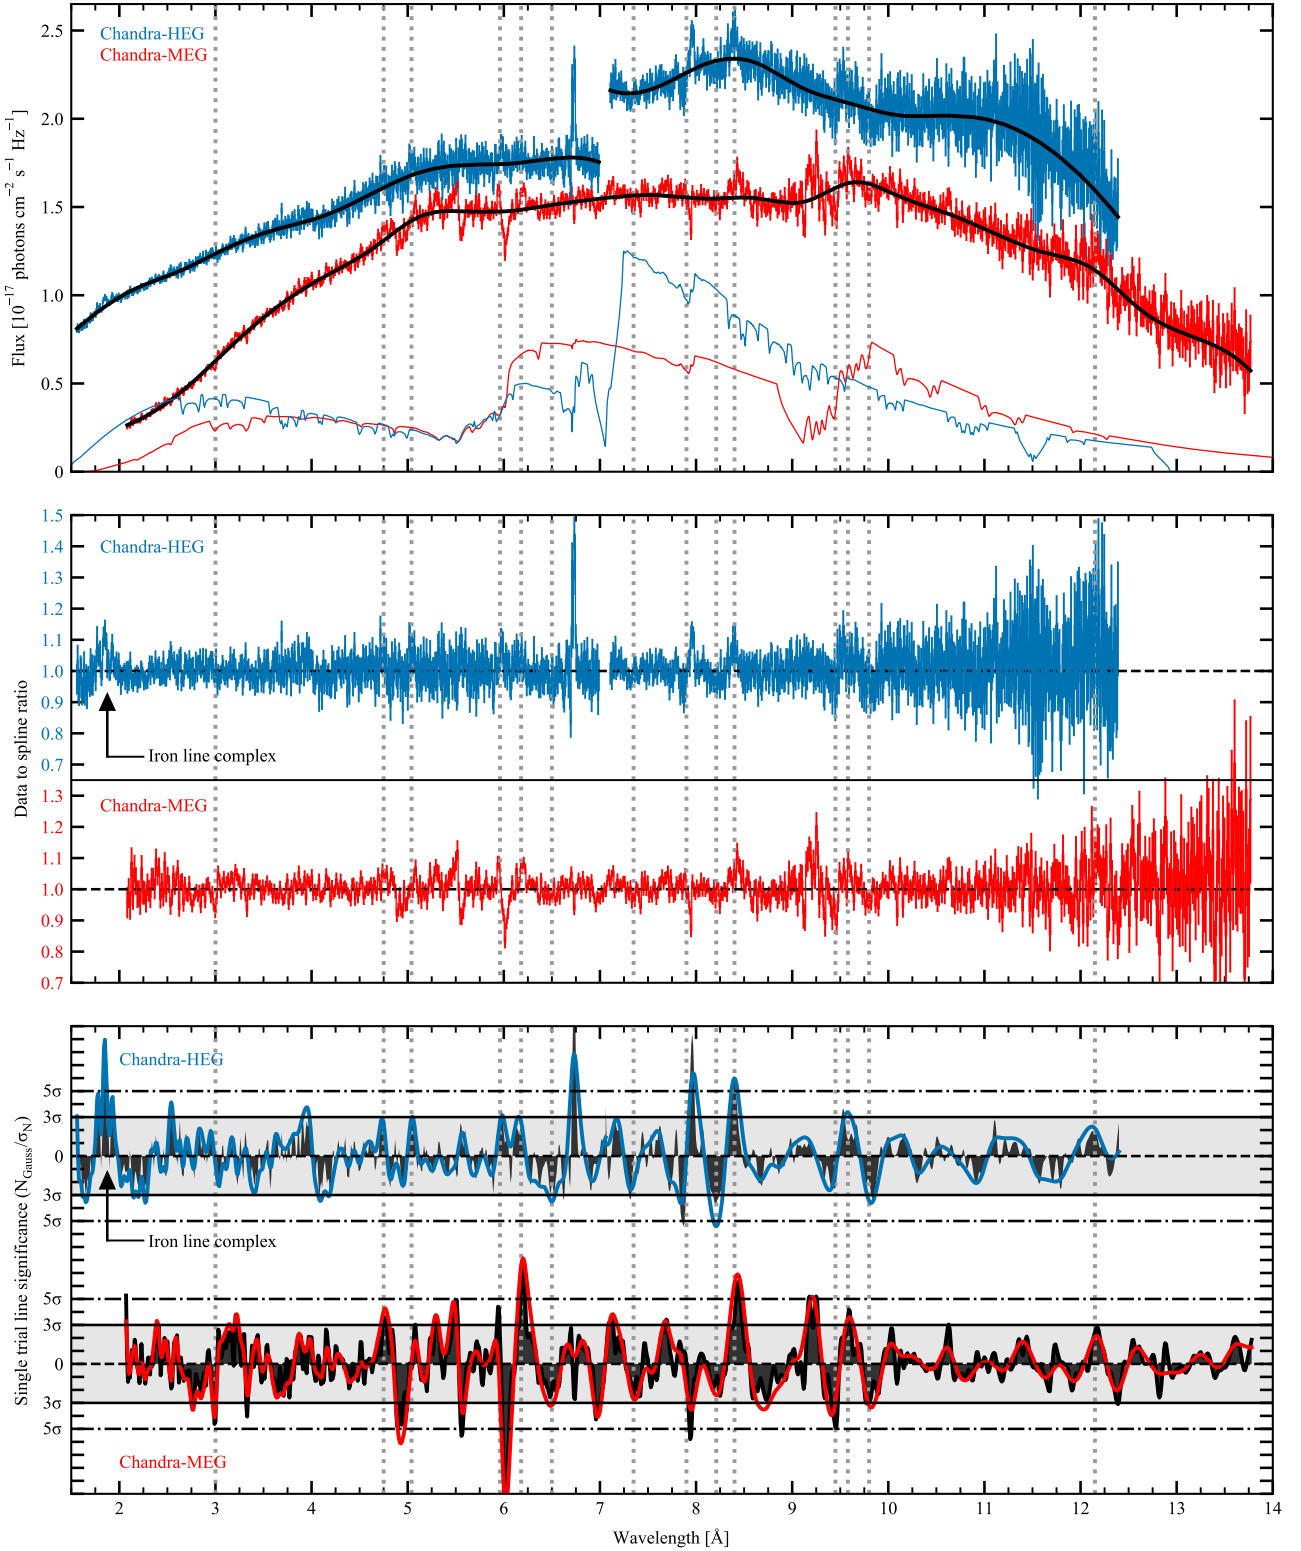 Chandra-HEG
Chandra-MEG
Flux [10⁻¹⁷ photons cm⁻² s⁻¹ Hz⁻¹]
2.5
2.0
1.5
1.0
0.5
0
Data to spline ratio
1.5
1.4
1.3
1.2
1.1
1.0
0.9
0.8
0.7
Chandra-HEG
Iron line complex
1.3
1.2
1.1
1.0
0.9
0.8
0.7
Chandra-MEG
Single trial line significance (N_Gauss/σ_N)
Chandra-HEG
5σ
3σ
0
3σ
5σ
Iron line complex
5σ
3σ
0
3σ
5σ
Chandra-MEG
2 3 4 5 6 7 8 9 10 11 12 13 14
Wavelength [Å]